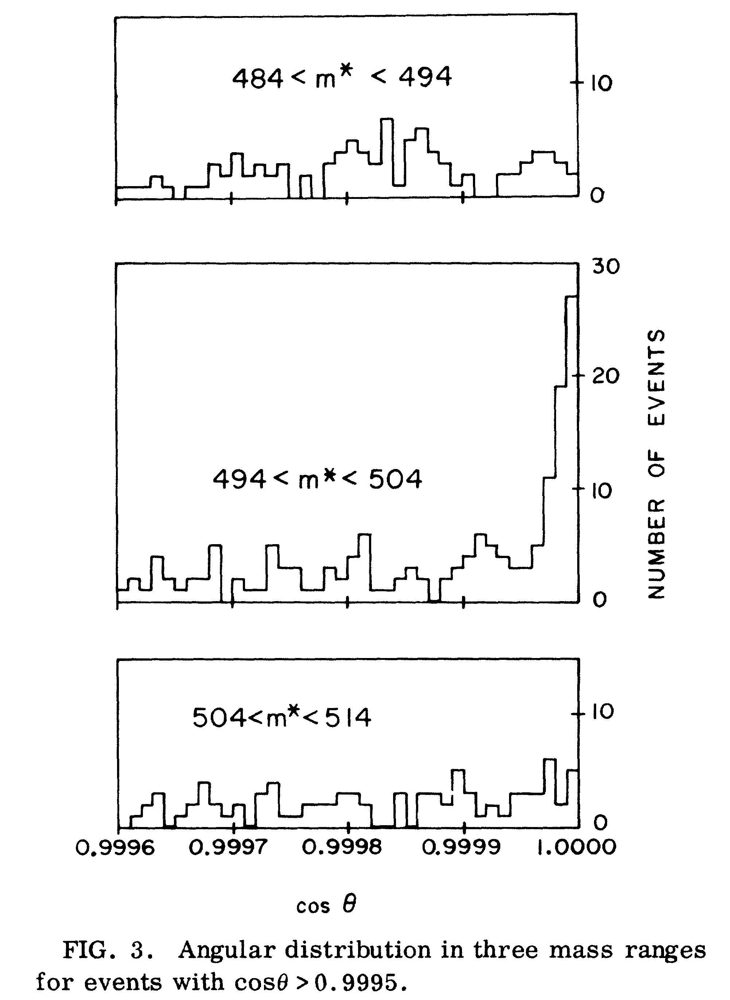 484 < m* < 494
10
0
30
20
494 < m* < 504
10
0
NUMBER OF EVENTS
504 < m* < 514
10
0
0.9996 0.9997 0.9998 0.9999 1.0000
cos θ
FIG. 3. Angular distribution in three mass ranges
for events with cosθ > 0.9995.